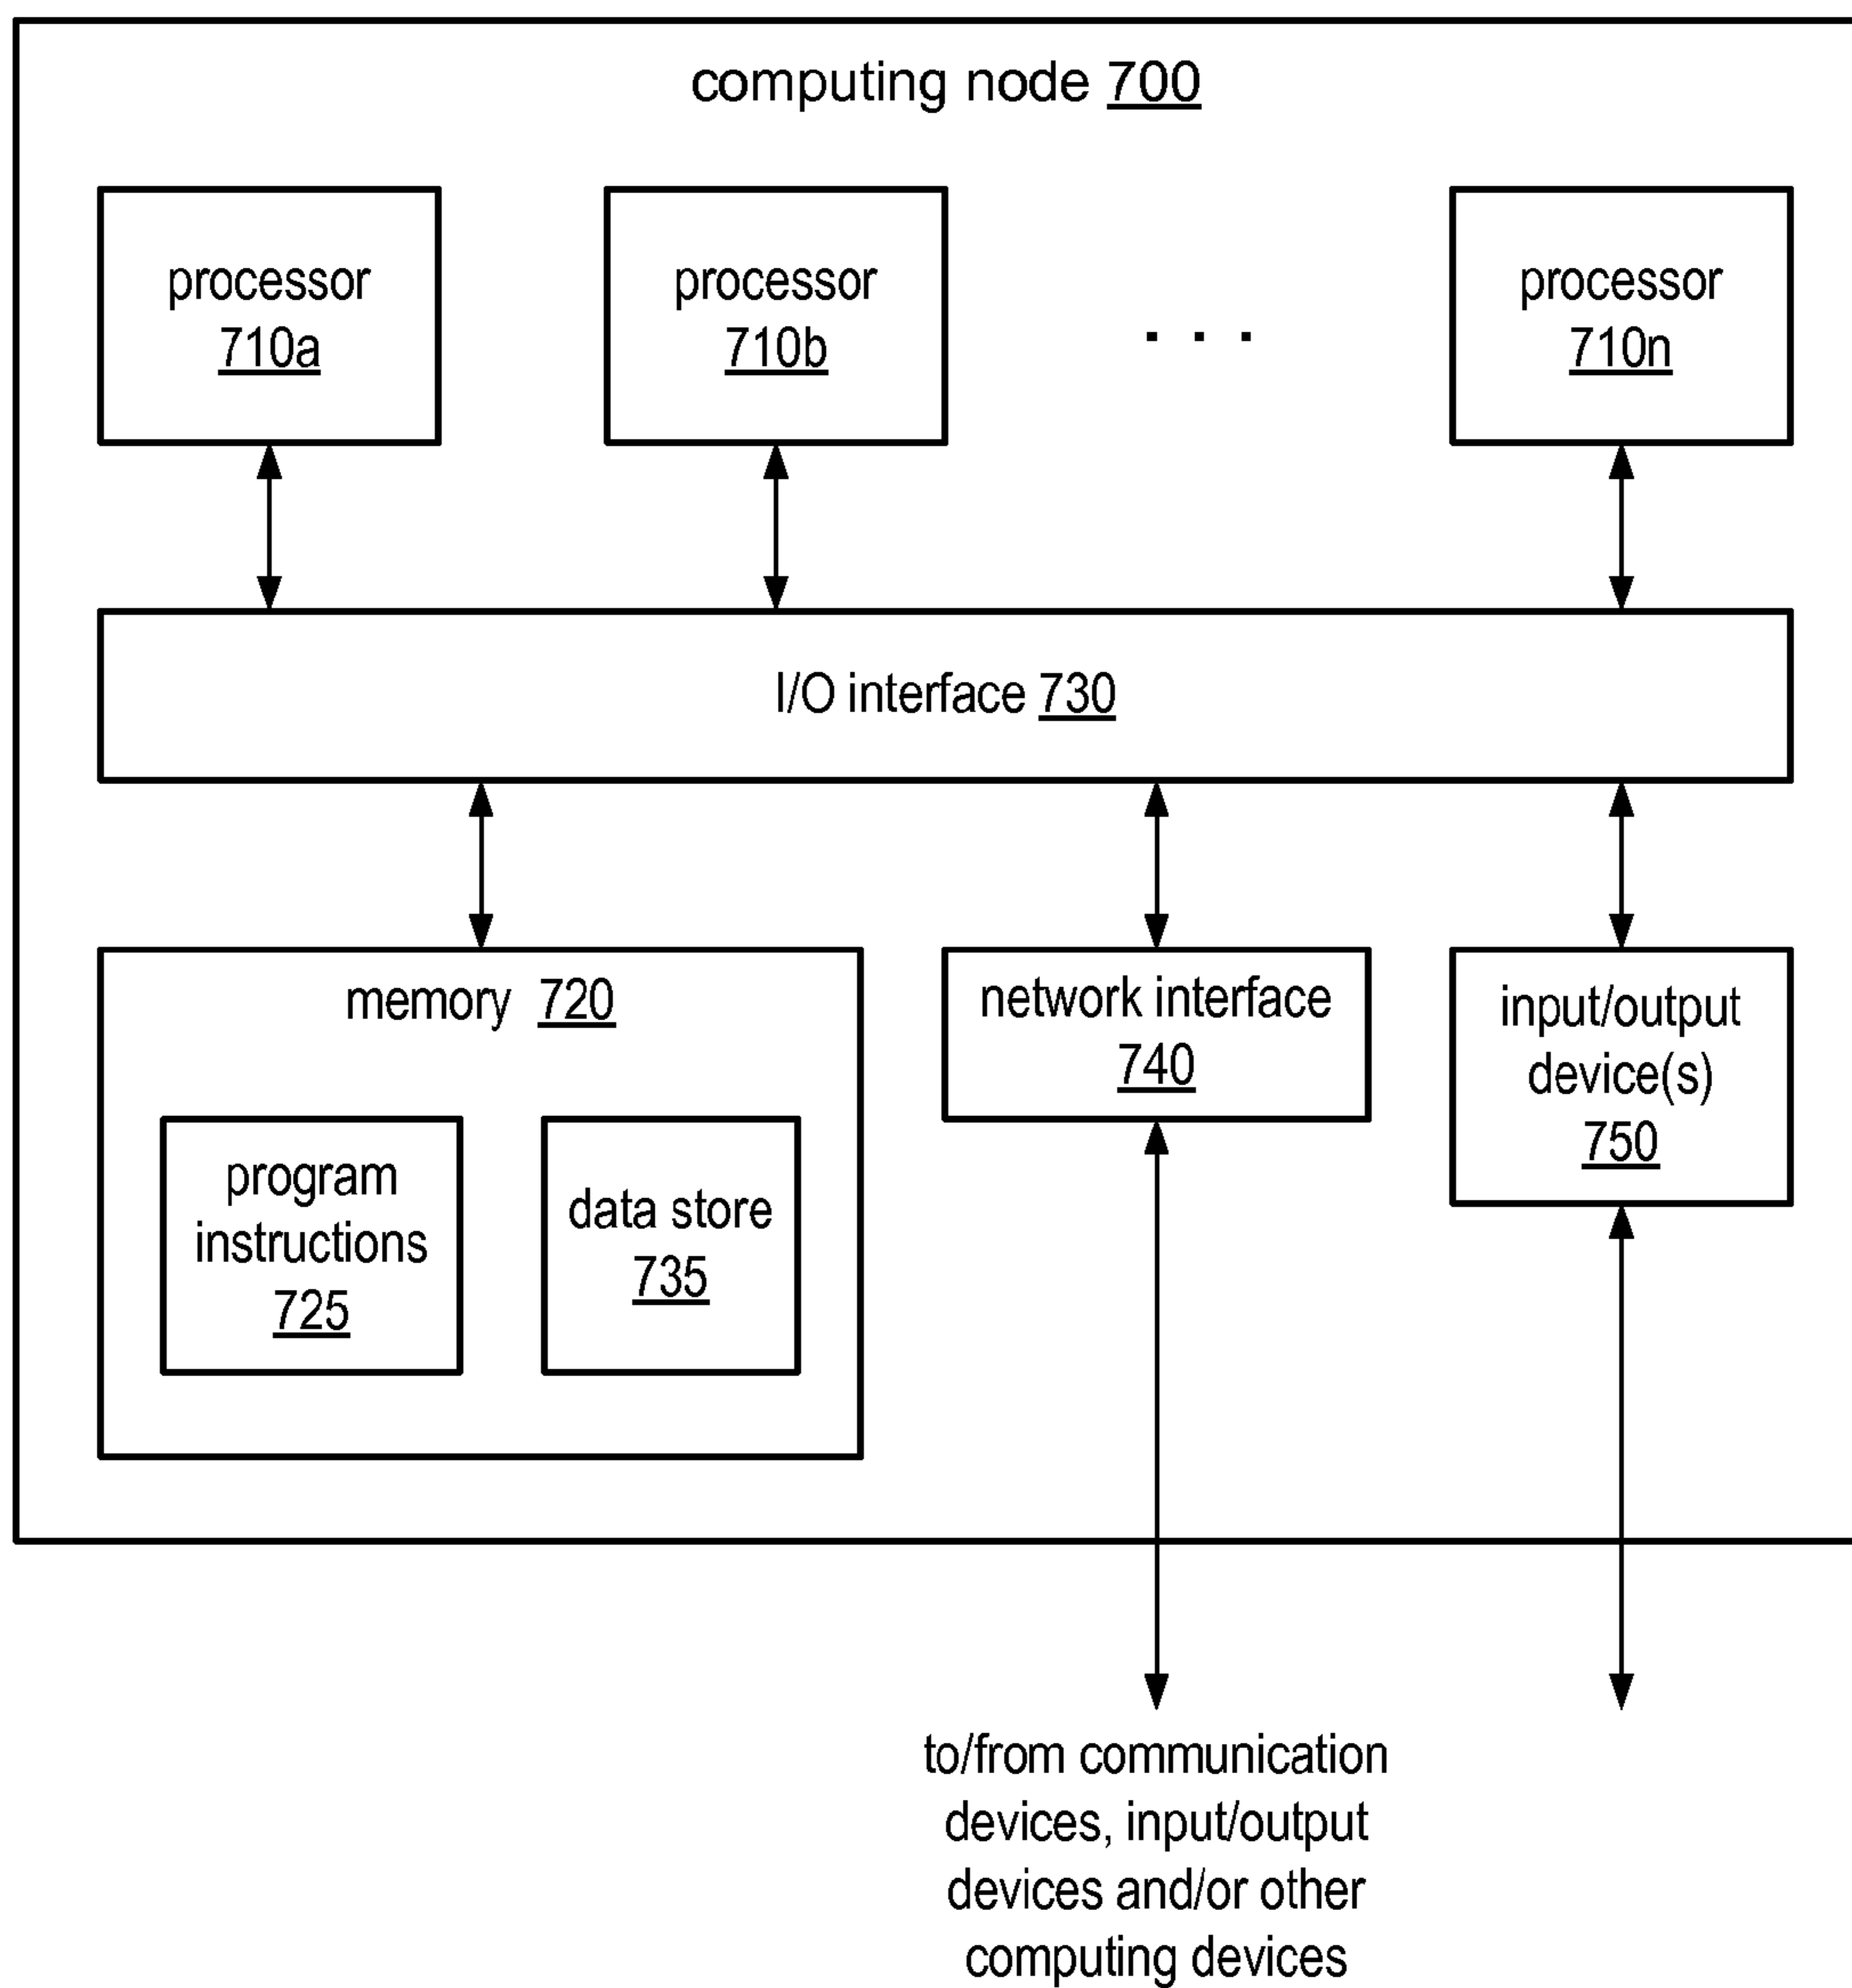 computing node 700
processor
710a
processor
710b
. . .
processor
710n
I/O interface 730
memory 720
program
instructions
725
data store
735
network interface
740
input/output
device(s)
750
to/from communication
devices, input/output
devices and/or other
computing devices